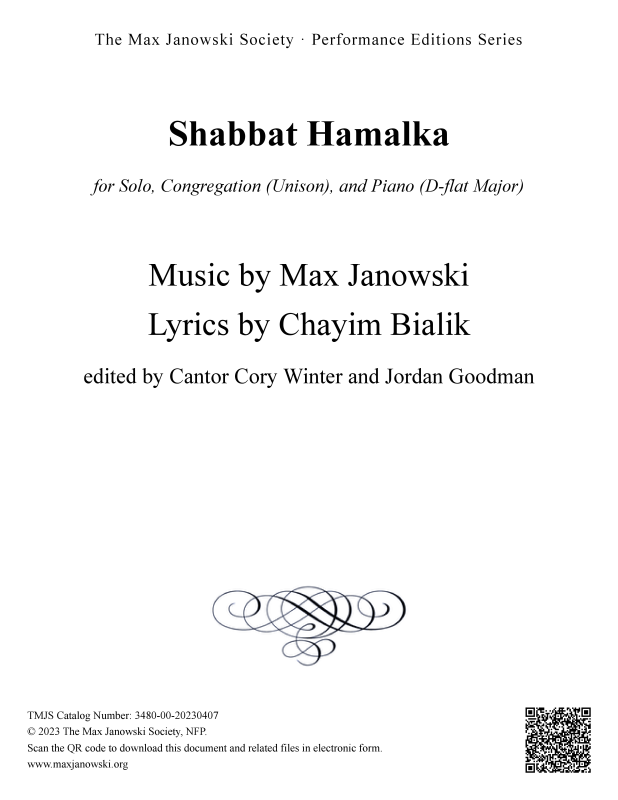 The Max Janowski Society · Performance Editions Series
Shabbat Hamalka
for Solo, Congregation (Unison), and Piano (D-flat Major)
Music by Max Janowski
Lyrics by Chayim Bialik
edited by Cantor Cory Winter and Jordan Goodman
TMJS Catalog Number: 3480-00-20230407
© 2023 The Max Janowski Society, NFP.
Scan the QR code to download this document and related files in electronic form.
www.maxjanowski.org